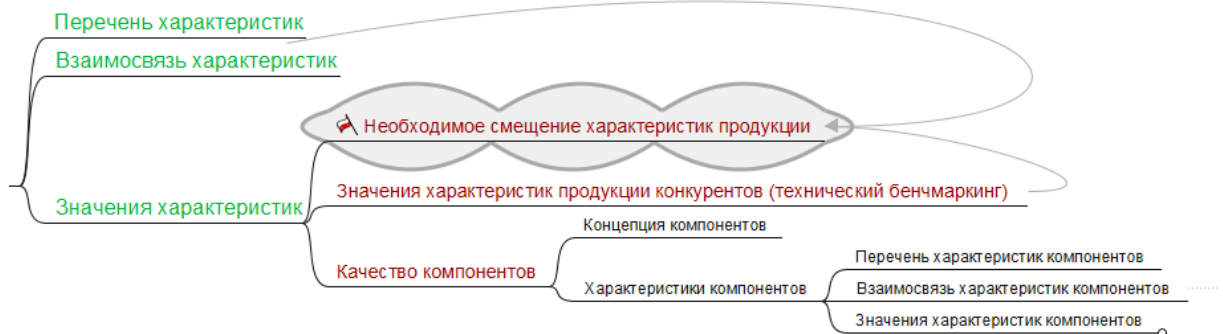 Перечень характеристик
Взаимосвязь характеристик
Необходимое смещение характеристик продукции
Значения характеристик продукции конкурентов (технический бенчмаркинг)
Значения характеристик
Концепция компонентов
Качество компонентов
Перечень характеристик компонентов
Характеристики компонентов
Взаимосвязь характеристик компонентов
Значения характеристик компонентов